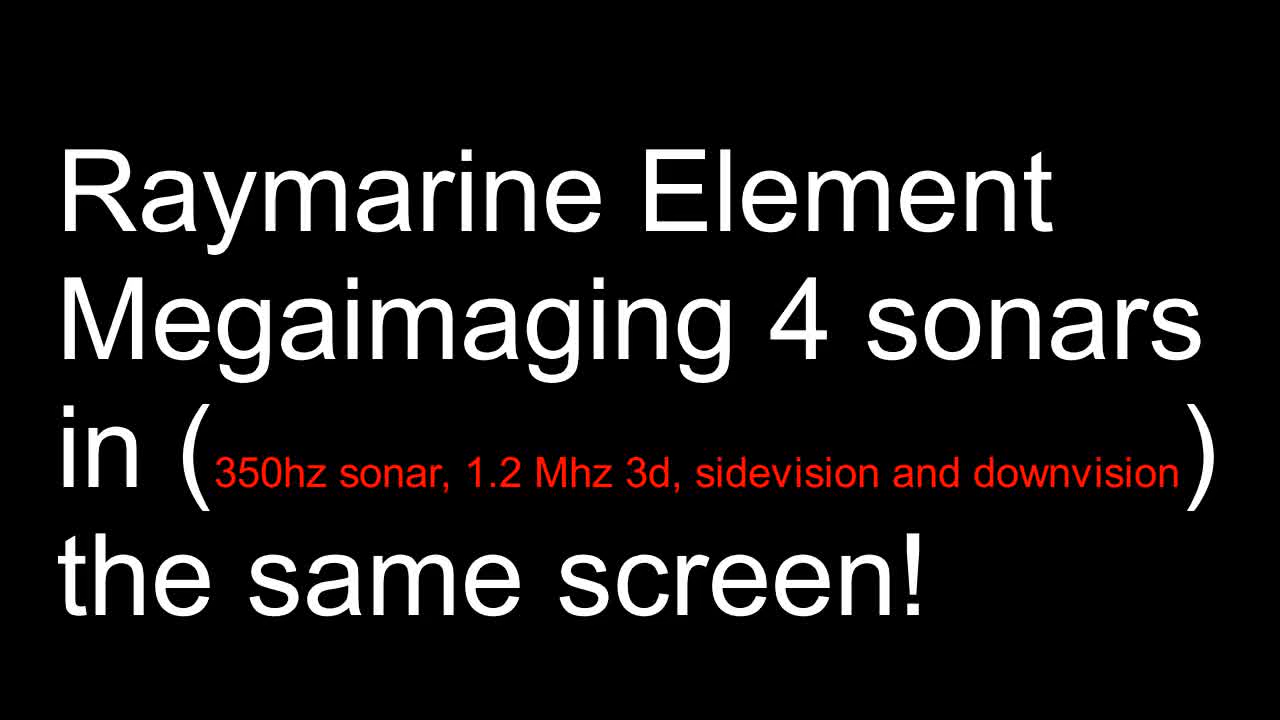 Raymarine Element
Megaimaging 4 sonars
in (350hz sonar, 1.2 Mhz 3d, sidevision and downvision)
the same screen!